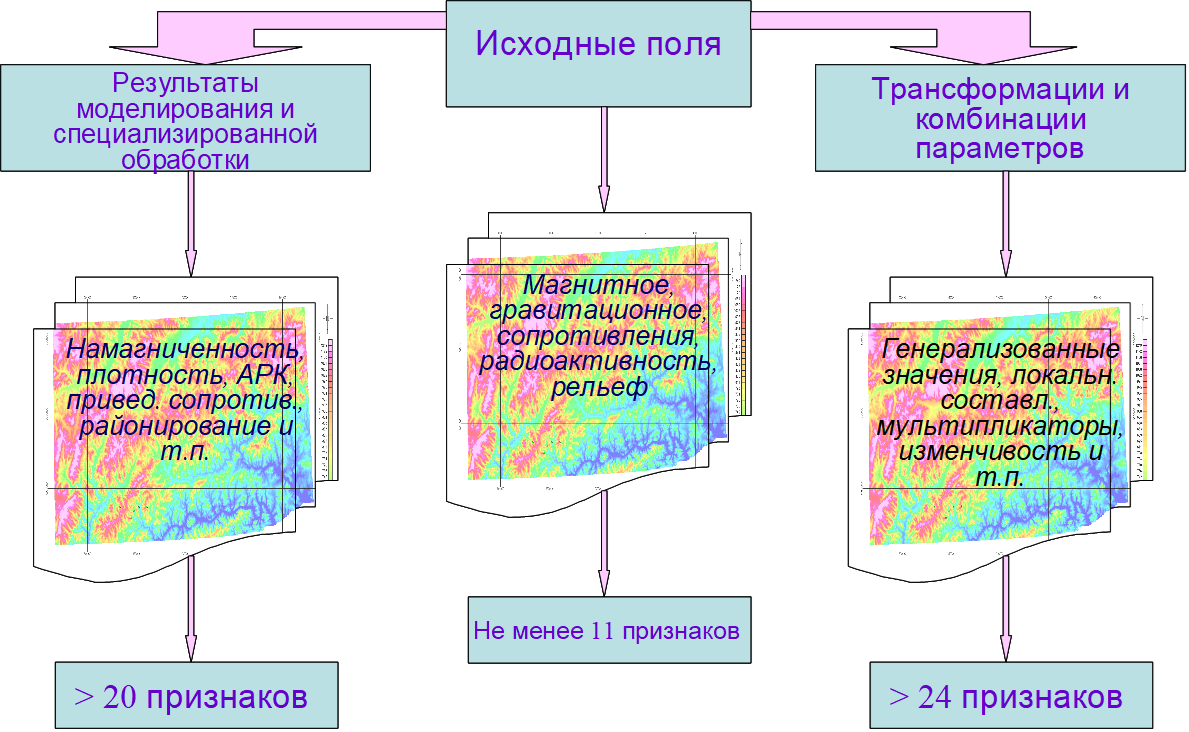 Исходные поля
Результаты
моделирования и
специализированной
обработки
Трансформации и
комбинации
параметров
Намагниченность,
плотность, АРК,
привед. сопротив.,
районирование и
т.п.
Магнитное,
гравитационное,
сопротивления,
радиоактивность,
рельеф
Генерализованные
значения, локальн.
составл.,
мультипликаторы,
изменчивость и
т.п.
> 20 признаков
Не менее 11 признаков
> 24 признаков